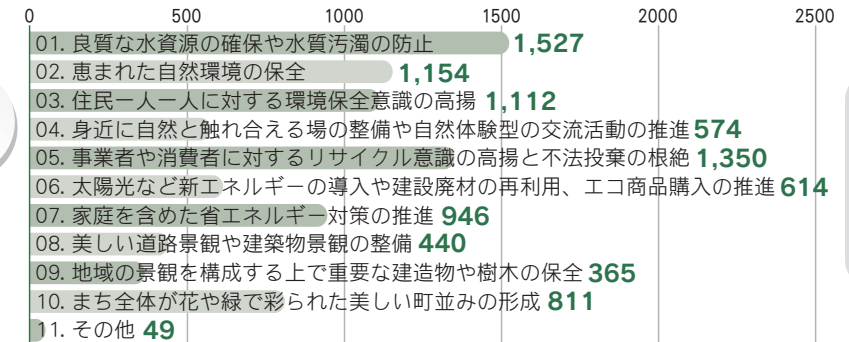 0 500 1000 1500 2000 2500
01. 良質な水資源の確保や水質汚濁の防止 1,527
02. 恵まれた自然環境の保全 1,154
03. 住民一人一人に対する環境保全意識の高揚 1,112
04. 身近に自然と触れ合える場の整備や自然体験型の交流活動の推進 574
05. 事業者や消費者に対するリサイクル意識の高揚と不法投棄の根絶 1,350
06. 太陽光など新エネルギーの導入や建設廃材の再利用、エコ商品購入の推進 614
07. 家庭を含めた省エネルギー対策の推進 946
08. 美しい道路景観や建築物景観の整備 440
09. 地域の景観を構成する上で重要な建造物や樹木の保全 365
10. まち全体が花や緑で彩られた美しい町並みの形成 811
11. その他 49